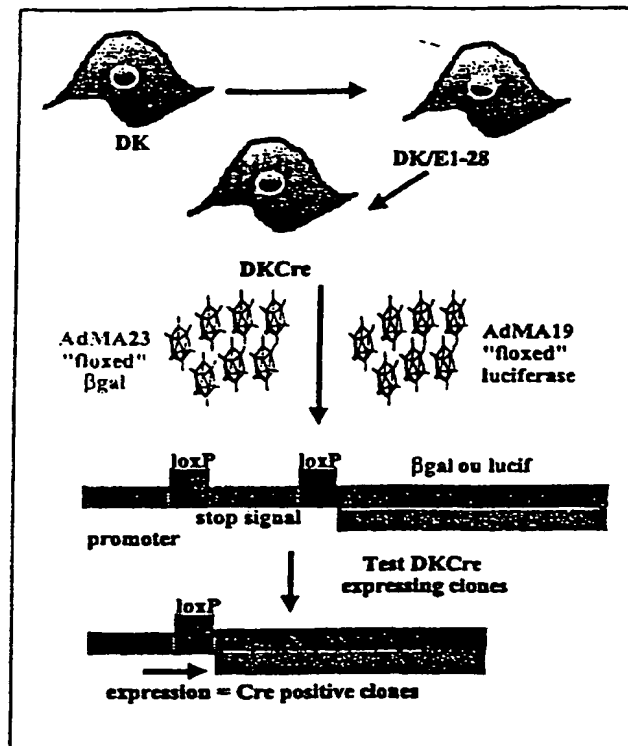 DK
DK/E1-28
DKCre
AdMA23
"floxed"
βgal
AdMA19
"floxed"
luciferase
loxP
loxP
βgal ou lucif
stop signal
promoter
Test DKCre
expressing clones
loxP
expression = Cre positive clones